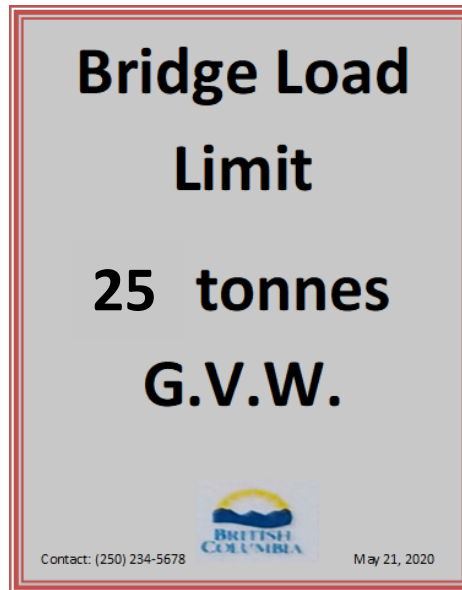 Bridge Load
Limit
25 tonnes
G.V.W.
BRITISH
COLUMBIA
Contact: (250) 234-5678
May 21, 2020